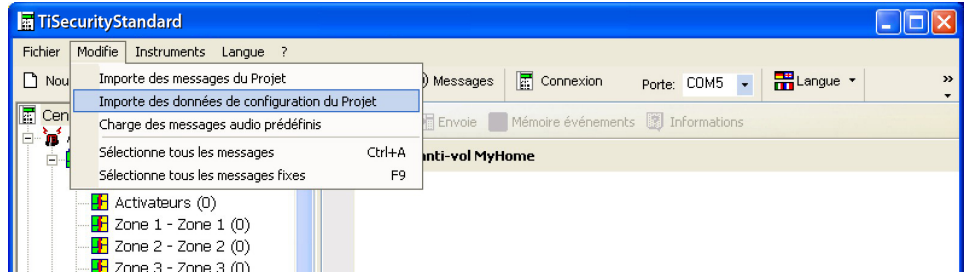 TiSecurityStandard
Fichier Modifie Instruments Langue ?
Nou
Messages Connexion Porte: COM5 Langue »
Importe des messages du Projet
Importe des données de configuration du Projet
Charge des messages audio prédéfinis
Sélectionne tous les messages Ctrl+A
Sélectionne tous les messages fixes F9
Cen
Envoie Mémoire événements Informations
anti-vol MyHome
Activateurs (0)
Zone 1 - Zone 1 (0)
Zone 2 - Zone 2 (0)
Zone 3 - Zone 3 (0)